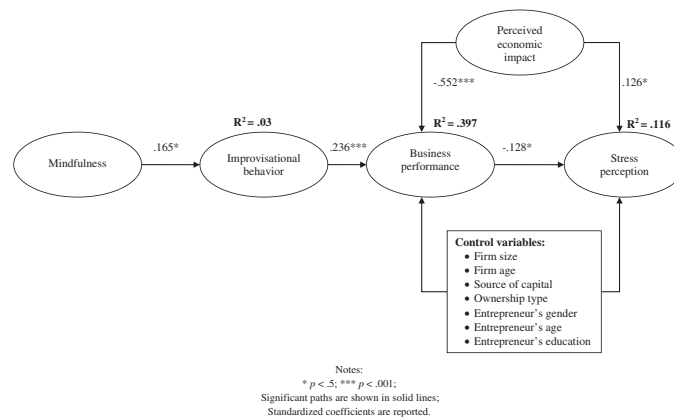 Perceived
economic
impact
-.552***
.126*
R² = .03
R² = .397
R² = .116
Mindfulness
.165*
Improvisational
behavior
.236***
Business
performance
-.128*
Stress
perception
Control variables:
• Firm size
• Firm age
• Source of capital
• Ownership type
• Entrepreneur's gender
• Entrepreneur's age
• Entrepreneur's education
Notes:
* p < .5; *** p < .001;
Significant paths are shown in solid lines;
Standardized coefficients are reported.